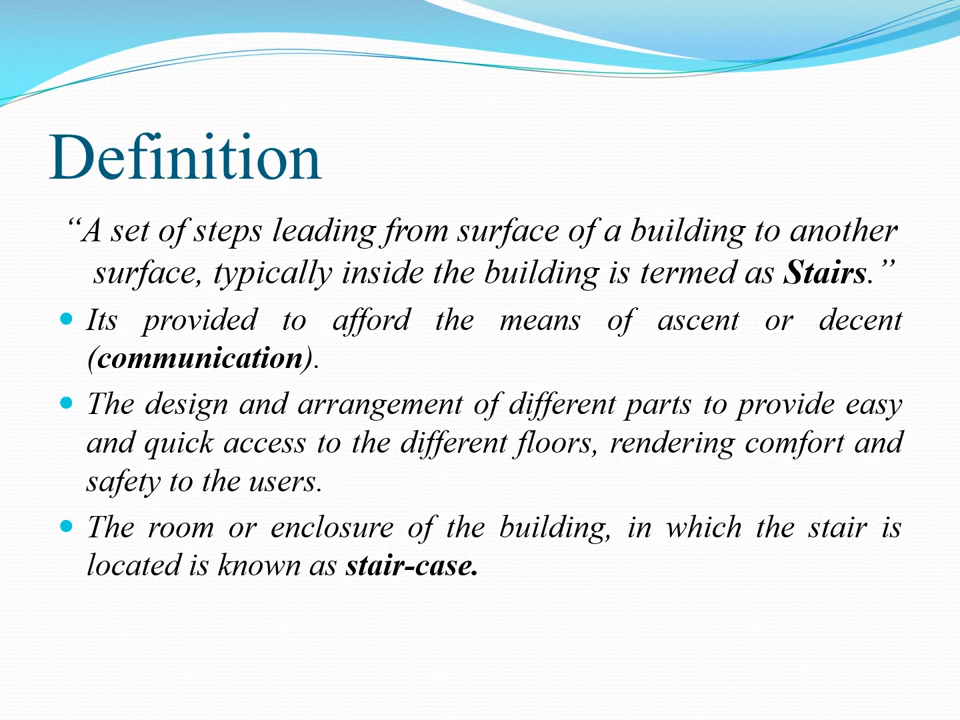 Definition
“A set of steps leading from surface of a building to another
surface, typically inside the building is termed as Stairs.”
Its provided to afford the means of ascent or decent
(communication).
The design and arrangement of different parts to provide easy
and quick access to the different floors, rendering comfort and
safety to the users.
The room or enclosure of the building, in which the stair is
located is known as stair-case.